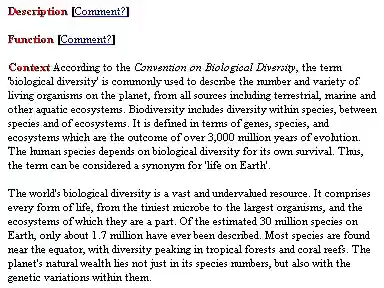 Description [Comment?]
Function [Comment?]
Context According to the Convention on Biological Diversity, the term
'biological diversity' is commonly used to describe the number and variety of
living organisms on the planet, from all sources including terrestrial, marine and
other aquatic ecosystems. Biodiversity includes diversity within species, between
species and of ecosystems. It is defined in terms of genes, species, and
ecosystems which are the outcome of over 3,000 million years of evolution.
The human species depends on biological diversity for its own survival. Thus,
the term can be considered a synonym for 'life on Earth'.
The world's biological diversity is a vast and undervalued resource. It comprises
every form of life, from the tiniest microbe to the largest organisms, and the
ecosystems of which they are a part. Of the estimated 30 million species on
Earth, only about 1.7 million have ever been described. Most species are found
near the equator, with diversity peaking in tropical forests and coral reefs. The
planet's natural wealth lies not just in its species numbers, but also with the
genetic variations within them.